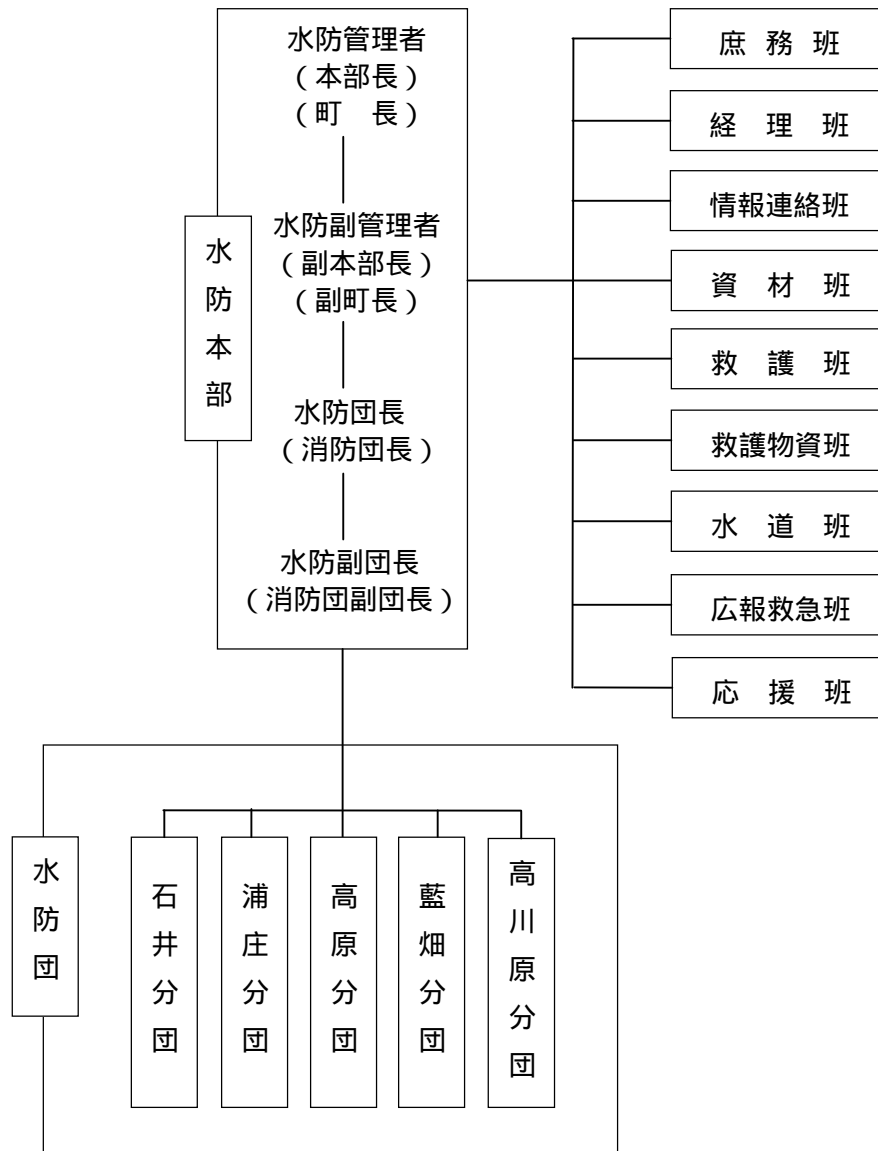 水防管理者
（本部長）
（町　長）
水防副管理者
（副本部長）
（副町長）
水防団長
（消防団長）
水防副団長
（消防団副団長）
水防本部
庶 務 班
経 理 班
情報連絡班
資 材 班
救 護 班
救護物資班
水 道 班
広報救急班
応 援 班
水防団
石井分団
浦庄分団
高原分団
藍畑分団
高川原分団